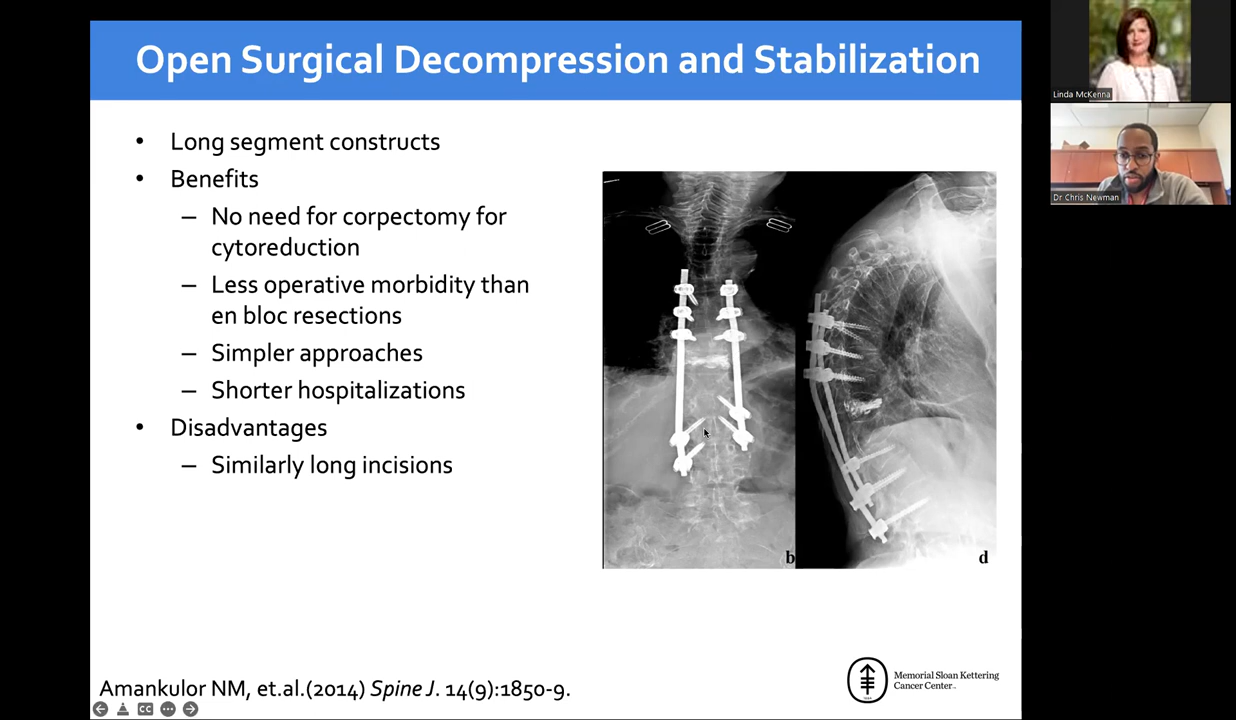 Open Surgical Decompression and Stabilization
• Long segment constructs
• Benefits
– No need for corpectomy for
cytoreduction
– Less operative morbidity than
en bloc resections
– Simpler approaches
– Shorter hospitalizations
• Disadvantages
– Similarly long incisions
b
d
Amankulor NM, et.al.(2014) Spine J. 14(9):1850-9.
Memorial Sloan Kettering
Cancer Center
CC
Linda McKenna
Dr Chris Newman